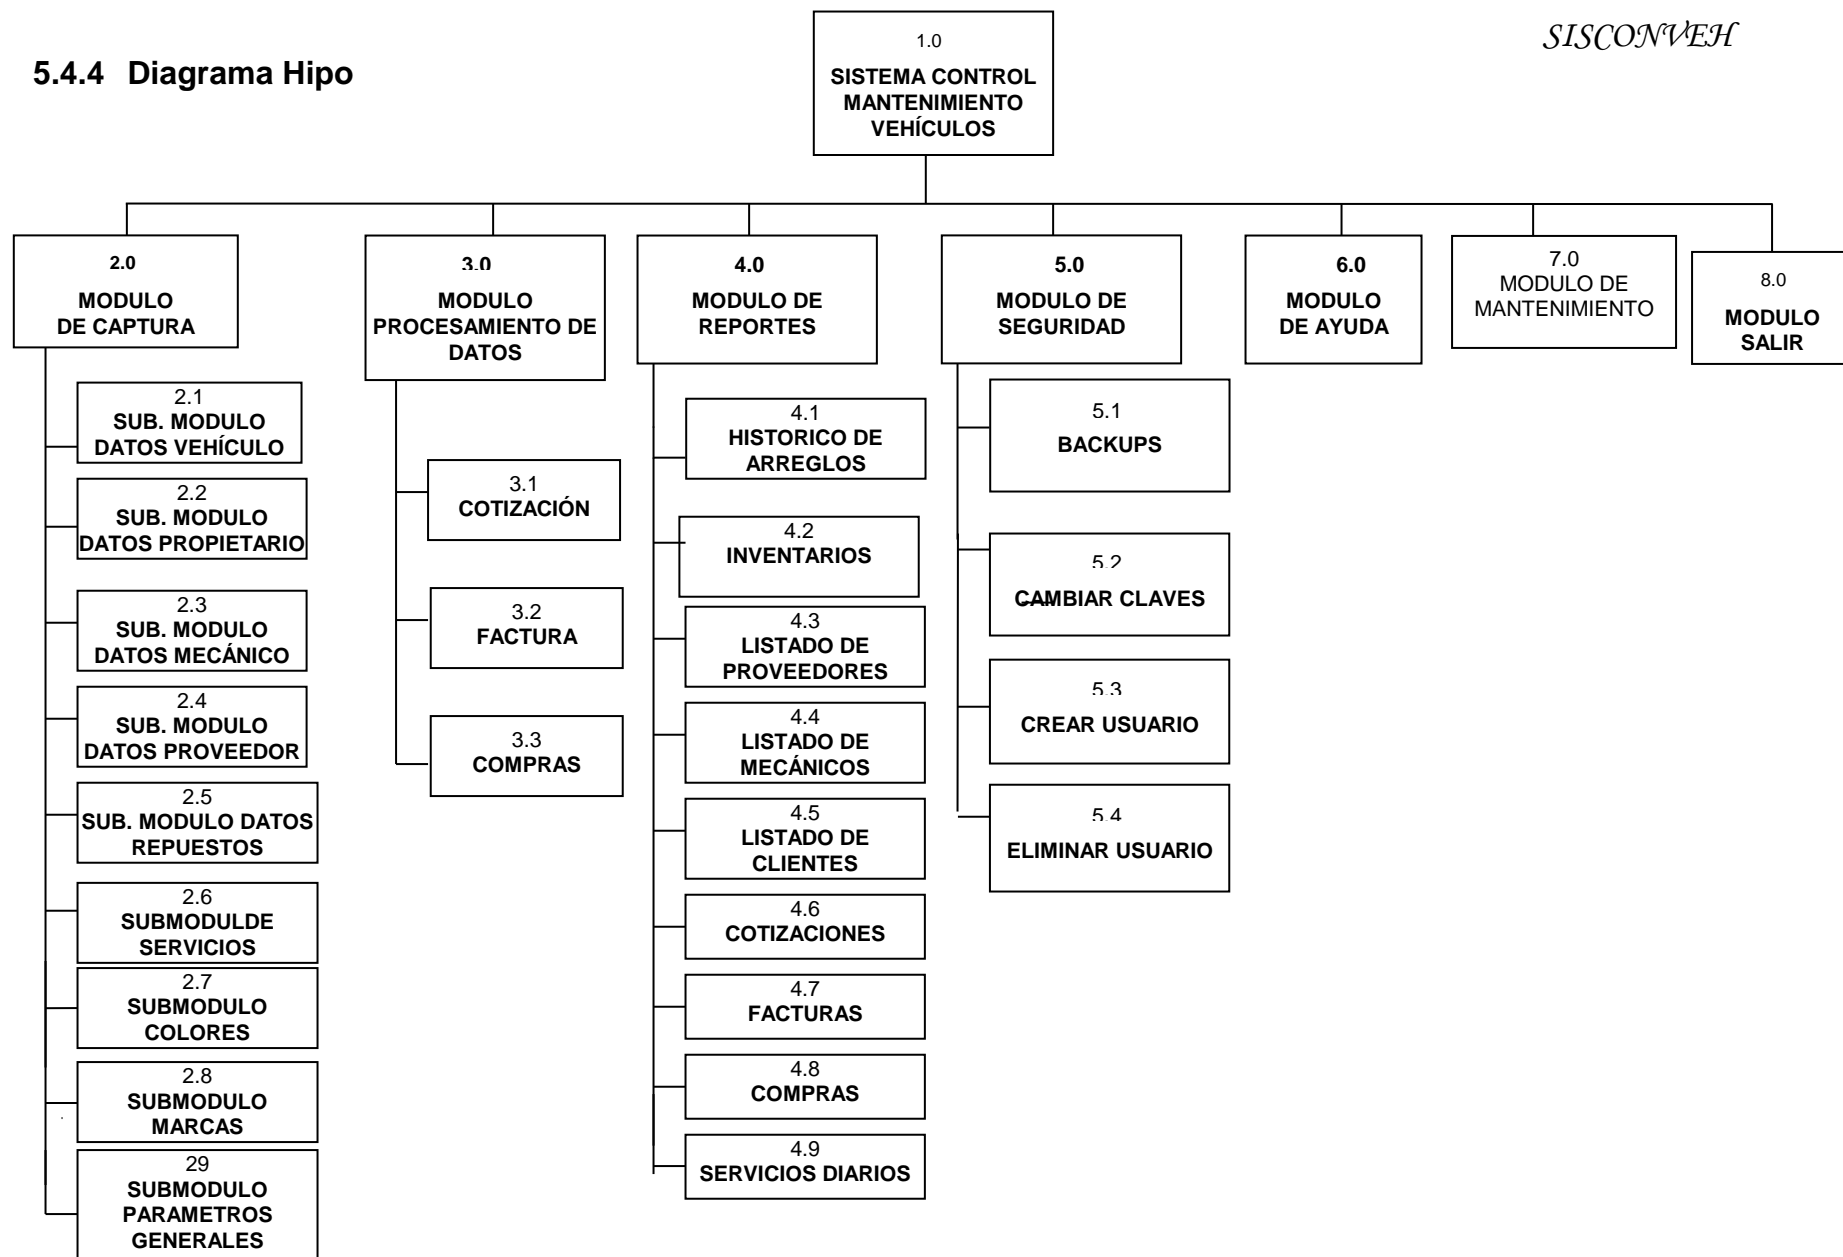 SISCONVEH
5.4.4 Diagrama Hipo
1.0
SISTEMA CONTROL
MANTENIMIENTO
VEHÍCULOS
2.0
MODULO
DE CAPTURA
2.1
SUB. MODULO
DATOS VEHÍCULO
2.2
SUB. MODULO
DATOS PROPIETARIO
2.3
SUB. MODULO
DATOS MECÁNICO
2.4
SUB. MODULO
DATOS PROVEEDOR
2.5
SUB. MODULO DATOS
REPUESTOS
2.6
SUBMODULDE
SERVICIOS
2.7
SUBMODULO
COLORES
2.8
SUBMODULO
MARCAS
29
SUBMODULO
PARAMETROS
GENERALES
3.0
MODULO
PROCESAMIENTO DE
DATOS
3.1
COTIZACIÓN
3.2
FACTURA
3.3
COMPRAS
4.0
MODULO DE
REPORTES
4.1
HISTORICO DE
ARREGLOS
4.2
INVENTARIOS
4.3
LISTADO DE
PROVEEDORES
4.4
LISTADO DE
MECÁNICOS
4.5
LISTADO DE
CLIENTES
4.6
COTIZACIONES
4.7
FACTURAS
4.8
COMPRAS
4.9
SERVICIOS DIARIOS
5.0
MODULO DE
SEGURIDAD
5.1
BACKUPS
5.2
CAMBIAR CLAVES
5.3
CREAR USUARIO
5.4
ELIMINAR USUARIO
6.0
MODULO
DE AYUDA
7.0
MODULO DE
MANTENIMIENTO
8.0
MODULO
SALIR